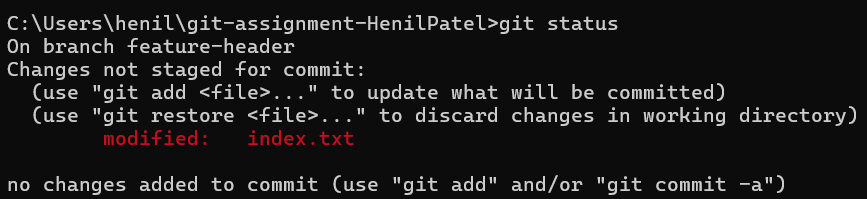 C:\Users\henil\git-assignment-HenilPatel>git status
On branch feature-header
Changes not staged for commit:
  (use "git add <file>..." to update what will be committed)
  (use "git restore <file>..." to discard changes in working directory)
        modified:   index.txt

no changes added to commit (use "git add" and/or "git commit -a")